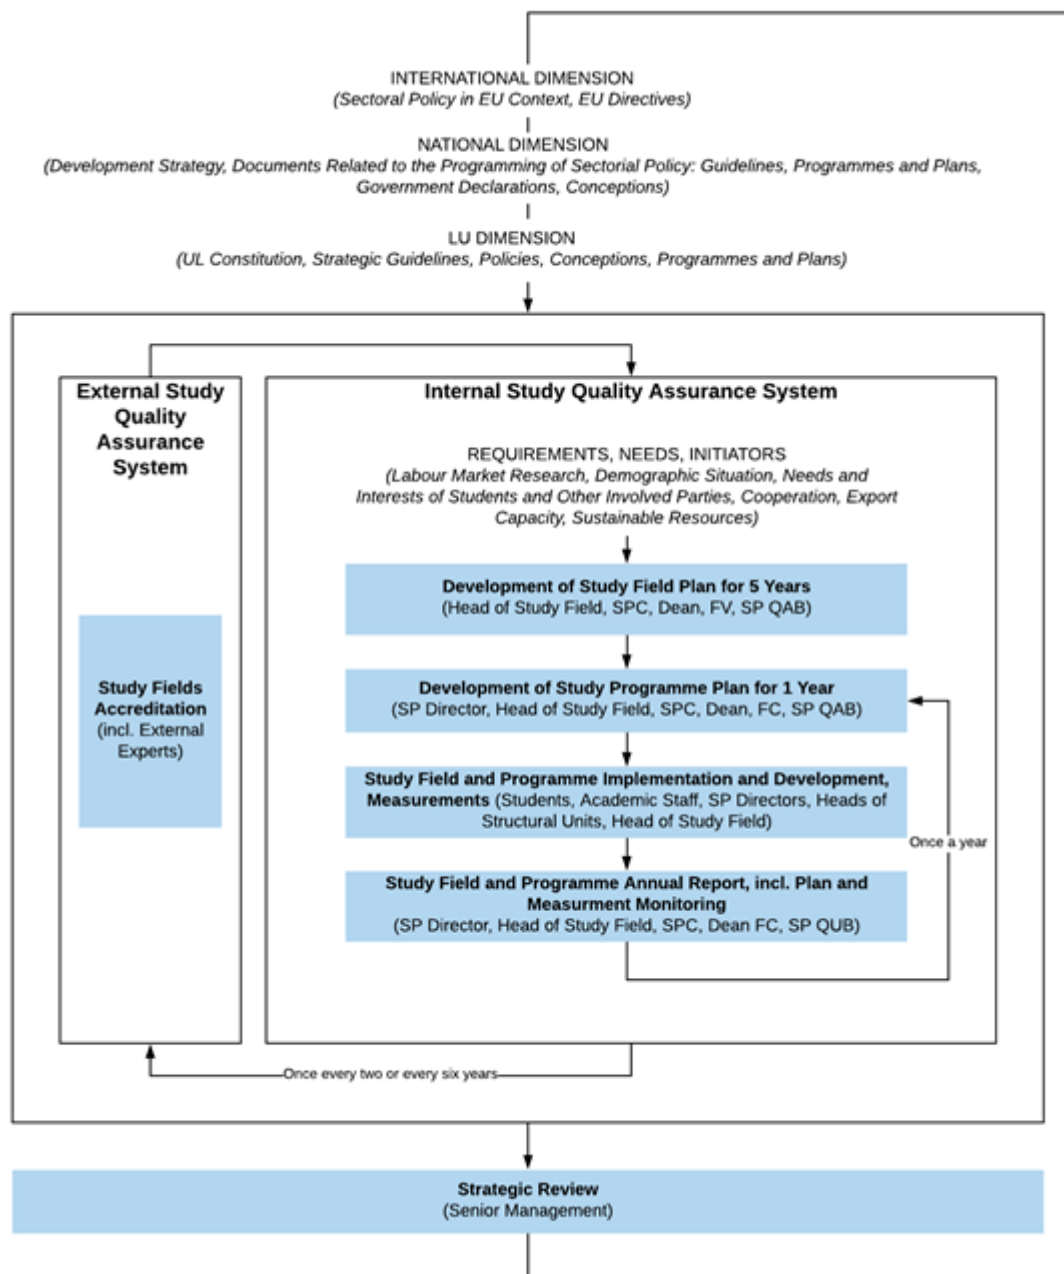 INTERNATIONAL DIMENSION
(Sectoral Policy in EU Context, EU Directives)
NATIONAL DIMENSION
(Development Strategy, Documents Related to the Programming of Sectorial Policy: Guidelines, Programmes and Plans,
Government Declarations, Conceptions)
LU DIMENSION
(UL Constitution, Strategic Guidelines, Policies, Conceptions, Programmes and Plans)
External Study
Quality
Assurance
System
Study Fields
Accreditation
(incl. External
Experts)
Internal Study Quality Assurance System
REQUIREMENTS, NEEDS, INITIATORS
(Labour Market Research, Demographic Situation, Needs and
Interests of Students and Other Involved Parties, Cooperation, Export
Capacity, Sustainable Resources)
Development of Study Field Plan for 5 Years
(Head of Study Field, SPC, Dean, FV, SP QAB)
Development of Study Programme Plan for 1 Year
(SP Director, Head of Study Field, SPC, Dean, FC, SP QAB)
Study Field and Programme Implementation and Development,
Measurements (Students, Academic Staff, SP Directors, Heads of
Structural Units, Head of Study Field)
Once a year
Study Field and Programme Annual Report, incl. Plan and
Measurment Monitoring
(SP Director, Head of Study Field, SPC, Dean FC, SP QUB)
Once every two or every six years
Strategic Review
(Senior Management)